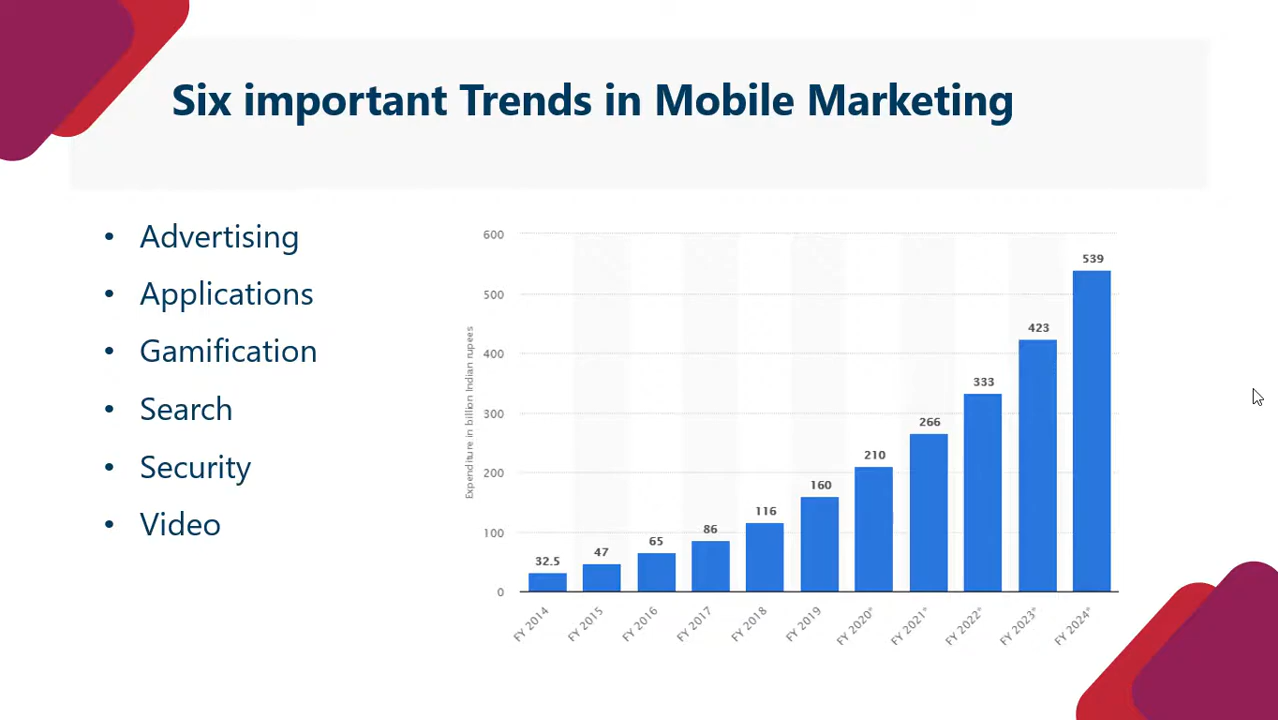 Six important Trends in Mobile Marketing
• Advertising
• Applications
• Gamification
• Search
• Security
• Video
Expenditure in billion Indian rupees
600
500
400
300
200
100
0
32.5
47
65
86
116
160
210
266
333
423
539
FY 2014
FY 2015
FY 2016
FY 2017
FY 2018
FY 2019
FY 2020*
FY 2021*
FY 2022*
FY 2023*
FY 2024*